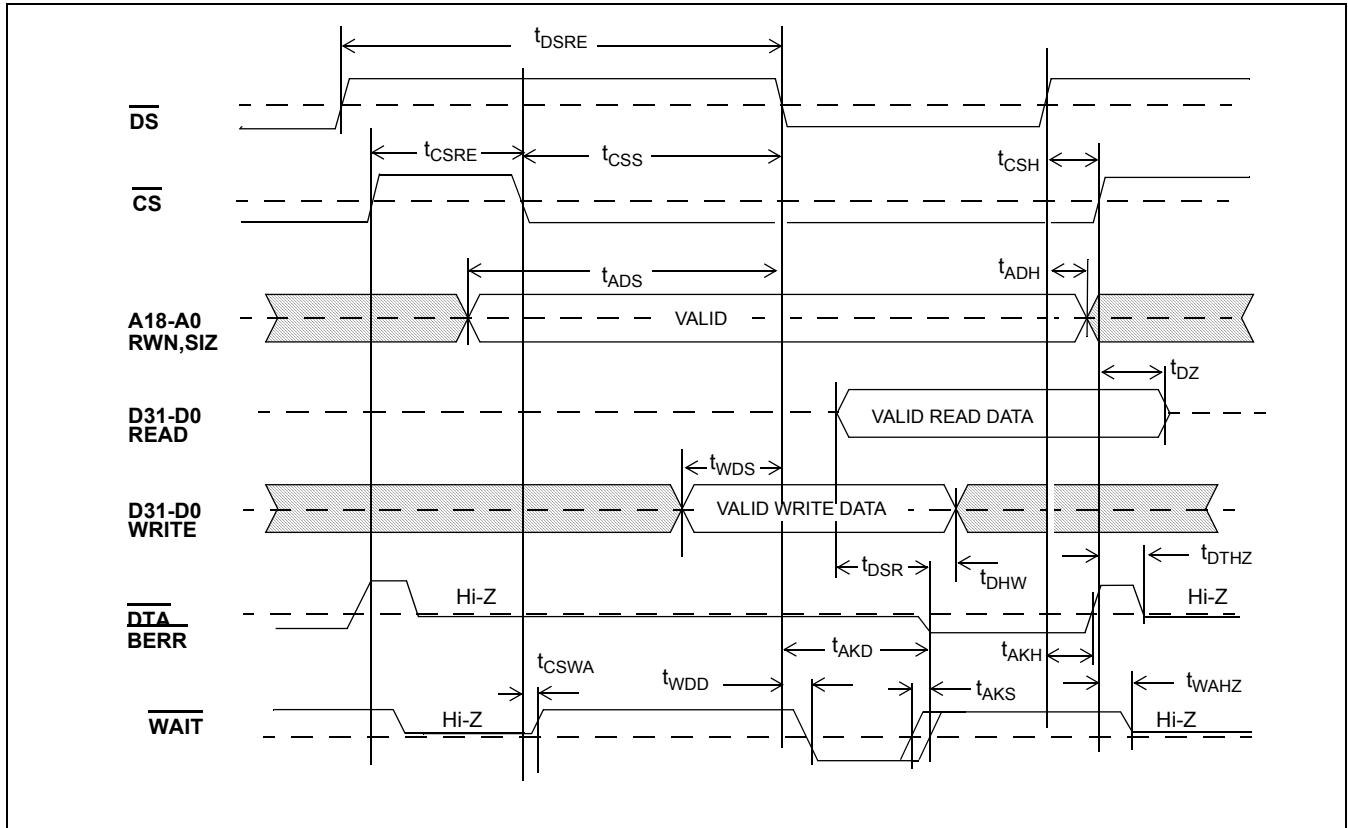 tDSRE
DS
tCSRE
tCSS
tCSH
CS
tADS
tADH
A18-A0
RWN,SIZ
VALID
tDZ
D31-D0
READ
VALID READ DATA
tWDS
D31-D0
WRITE
VALID WRITE DATA
tDSR
tDHW
tDTHZ
DTA
BERR
Hi-Z
Hi-Z
tCSWA
tWDD
tAKD
tAKS
tAKH
tWAHZ
WAIT
Hi-Z
Hi-Z